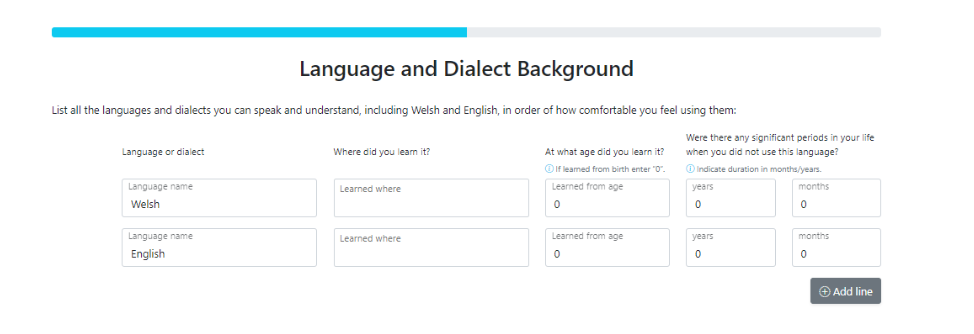 Language and Dialect Background
List all the languages and dialects you can speak and understand, including Welsh and English, in order of how comfortable you feel using them:
Language or dialect
Where did you learn it?
At what age did you learn it?
If learned from birth enter "0".
Were there any significant periods in your life
when you did not use this language?
Indicate duration in months/years.
Language name
Welsh
Learned where
Learned from age
0
years
0
months
0
Language name
English
Learned where
Learned from age
0
years
0
months
0
Add line